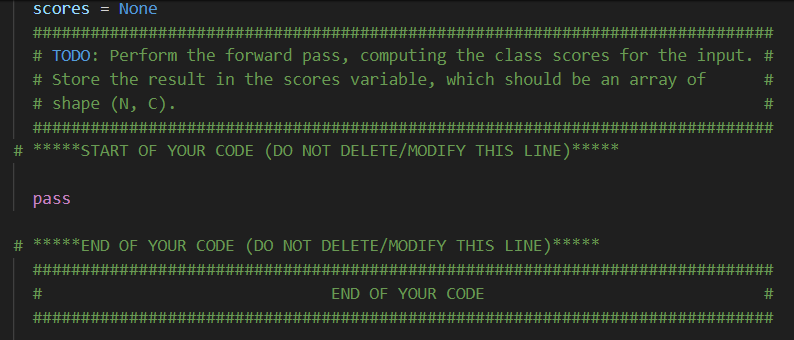 scores = None
#############################################################################
# TODO: Perform the forward pass, computing the class scores for the input. #
# Store the result in the scores variable, which should be an array of      #
# shape (N, C).                                                             #
#############################################################################
# *****START OF YOUR CODE (DO NOT DELETE/MODIFY THIS LINE)*****
pass
# *****END OF YOUR CODE (DO NOT DELETE/MODIFY THIS LINE)*****
#############################################################################
#                              END OF YOUR CODE                             #
#############################################################################